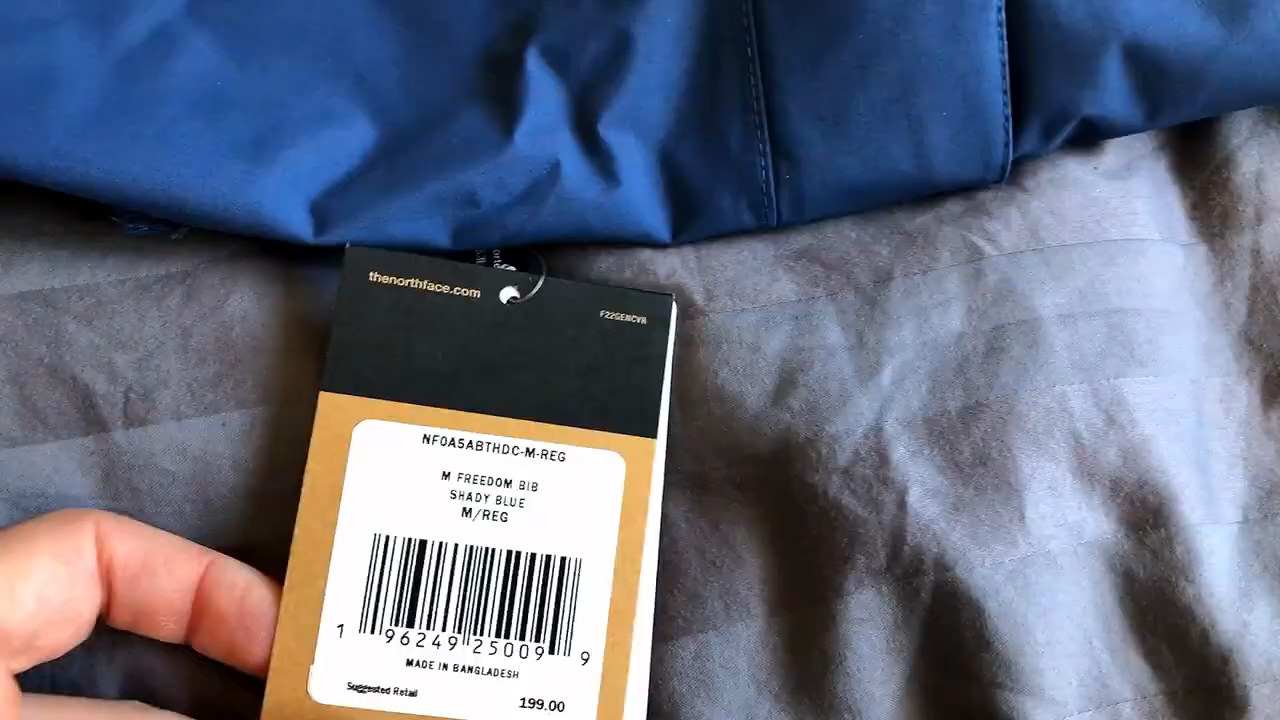 thenorthface.com
F22GENCVR
NF0A5ABTHDC-M-REG
M FREEDOM BIB
SHADY BLUE
M/REG
1 96249 25009 9
MADE IN BANGLADESH
Suggested Retail
199.00